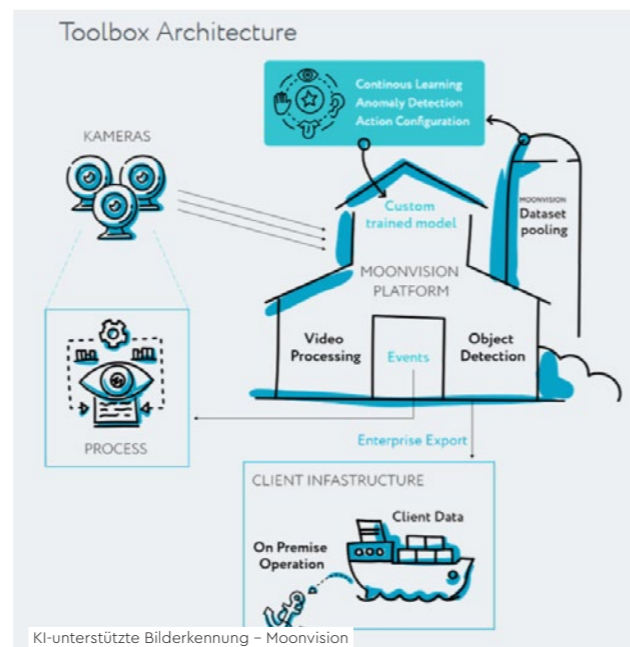 Toolbox Architecture
Continous Learning
Anomaly Detection
Action Configuration
KAMERAS
MOONVISION
Dataset
pooling
Custom
trained model
MOONVISION
PLATFORM
Video
Processing
Events
Object
Detection
PROCESS
Enterprise Export
CLIENT INFASTRUCTURE
Client Data
On Premise
Operation
KI-unterstützte Bilderkennung – Moonvision